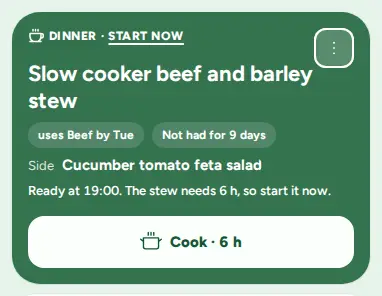 DINNER · START NOW
Slow cooker beef and barley
stew
uses Beef by Tue
Not had for 9 days
Side Cucumber tomato feta salad
Ready at 19:00. The stew needs 6 h, so start it now.
Cook · 6 h